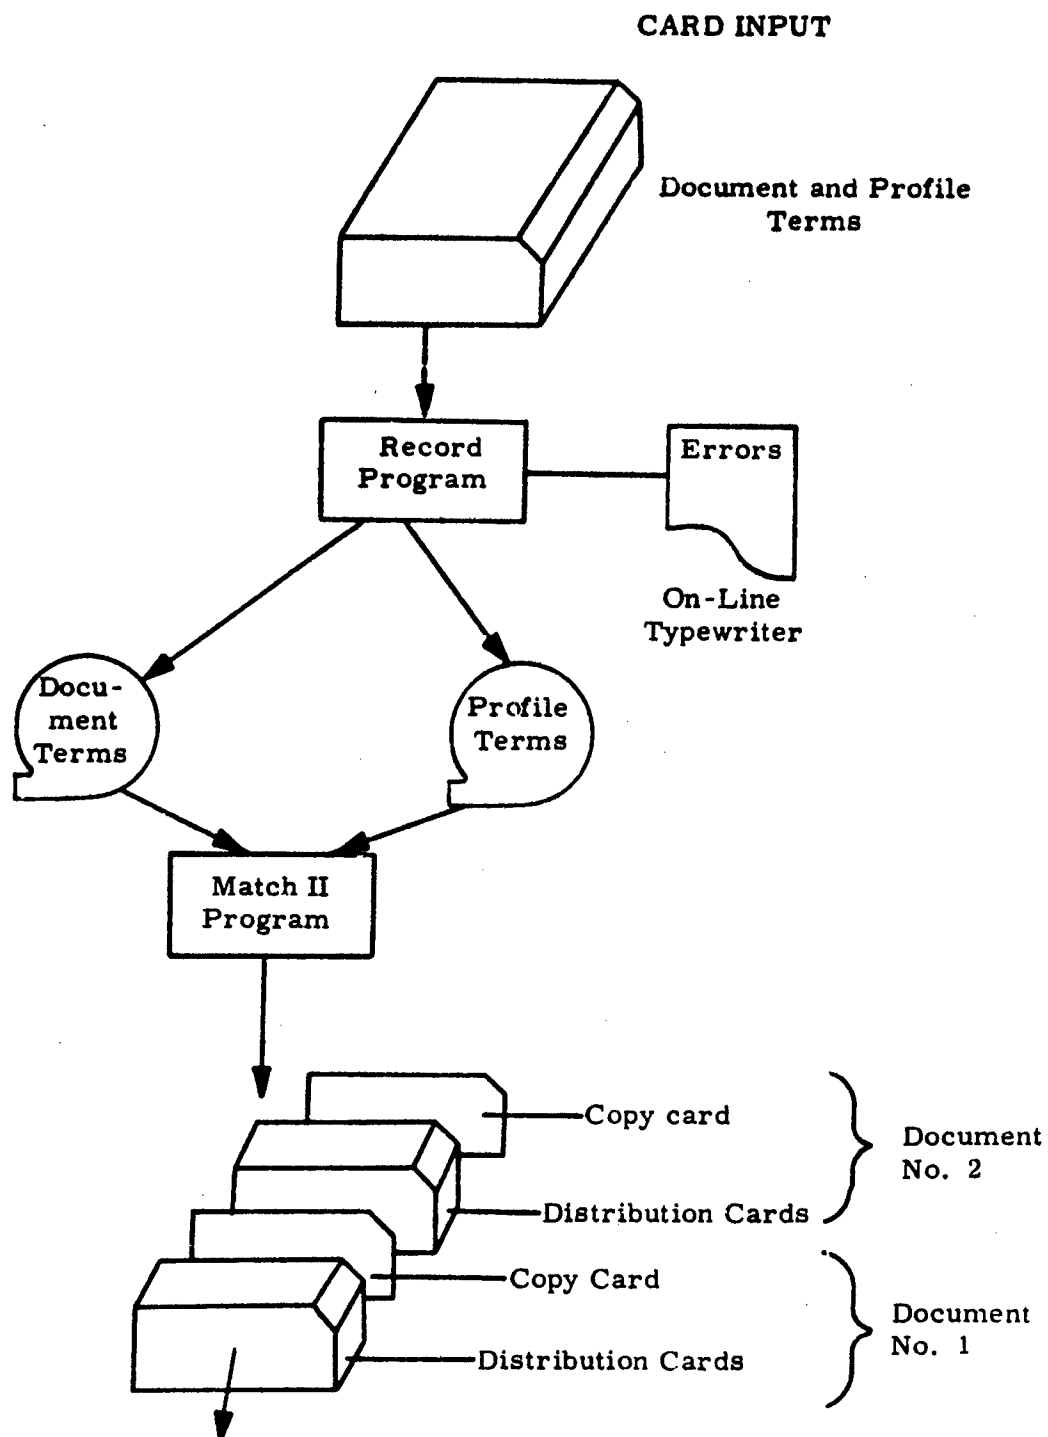 CARD INPUT
Document and Profile
Terms
Record
Program
Errors
On-Line
Typewriter
Docu-
ment
Terms
Profile
Terms
Match II
Program
Copy card
Document
No. 2
Distribution Cards
Copy Card
Document
No. 1
Distribution Cards